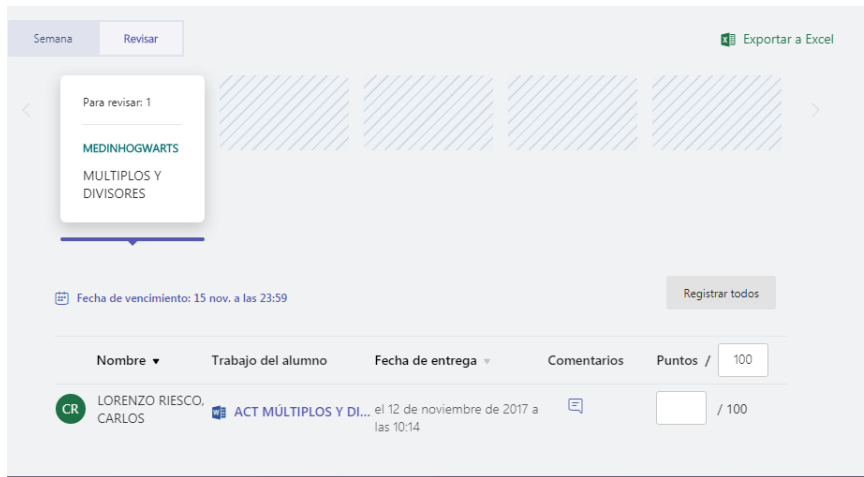 Semana Revisar Exportar a Excel
Para revisar: 1
MEDINHOGWARTS
MULTIPLOS Y
DIVISORES
Fecha de vencimiento: 15 nov. a las 23:59 Registrar todos
Nombre Trabajo del alumno Fecha de entrega Comentarios Puntos / 100
CR LORENZO RIESCO, ACT MÚLTIPLOS Y DI... el 12 de noviembre de 2017 a / 100
CARLOS las 10:14